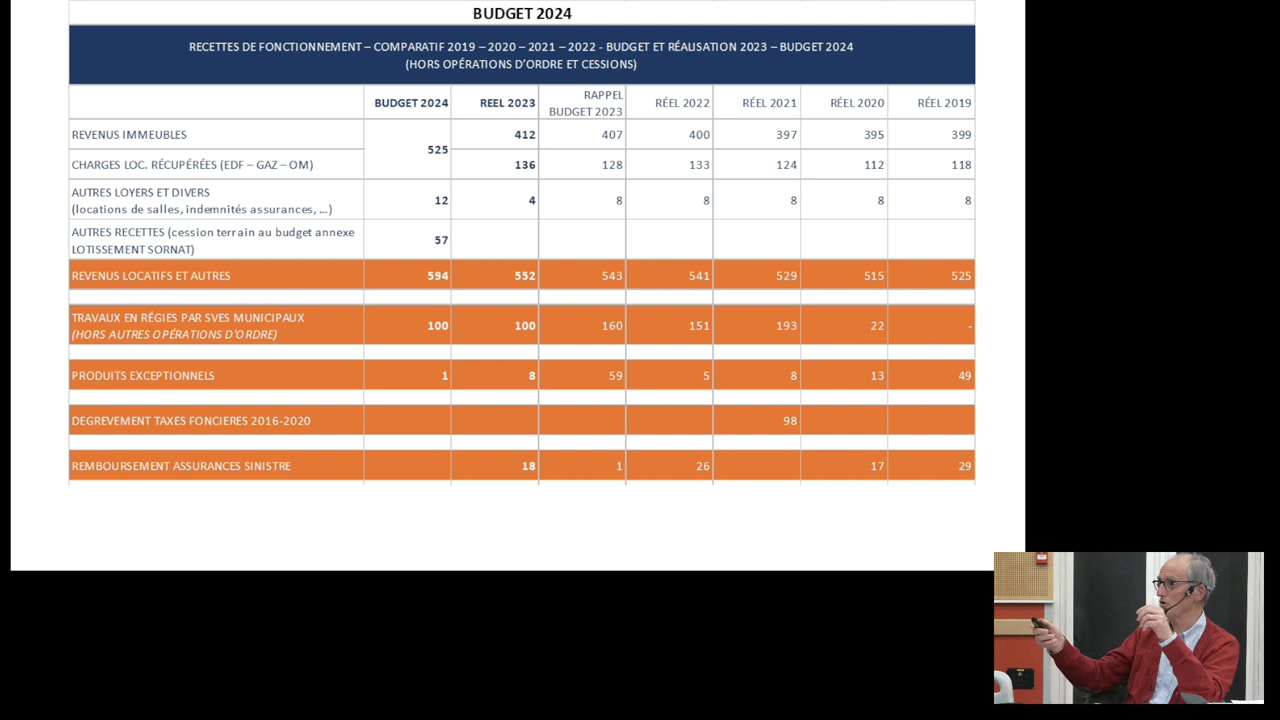 BUDGET 2024
RECETTES DE FONCTIONNEMENT – COMPARATIF 2019 – 2020 – 2021 – 2022 - BUDGET ET RÉALISATION 2023 – BUDGET 2024
(HORS OPÉRATIONS D'ORDRE ET CESSIONS)
BUDGET 2024 REEL 2023 RAPPEL BUDGET 2023 RÉEL 2022 RÉEL 2021 RÉEL 2020 RÉEL 2019
REVENUS IMMEUBLES 412 407 400 397 395 399
525
CHARGES LOC. RÉCUPÉRÉES (EDF – GAZ – OM) 136 128 133 124 112 118
AUTRES LOYERS ET DIVERS
(locations de salles, indemnités assurances, ...) 12 4 8 8 8 8 8
AUTRES RECETTES (cession terrain au budget annexe
LOTISSEMENT SORNAT) 57
REVENUS LOCATIFS ET AUTRES 594 552 543 541 529 515 525
TRAVAUX EN RÉGIES PAR SVES MUNICIPAUX
(HORS AUTRES OPÉRATIONS D'ORDRE) 100 100 160 151 193 22 -
PRODUITS EXCEPTIONNELS 1 8 59 5 8 13 49
DEGREVEMENT TAXES FONCIERES 2016-2020 98
REMBOURSEMENT ASSURANCES SINISTRE 18 1 26 17 29